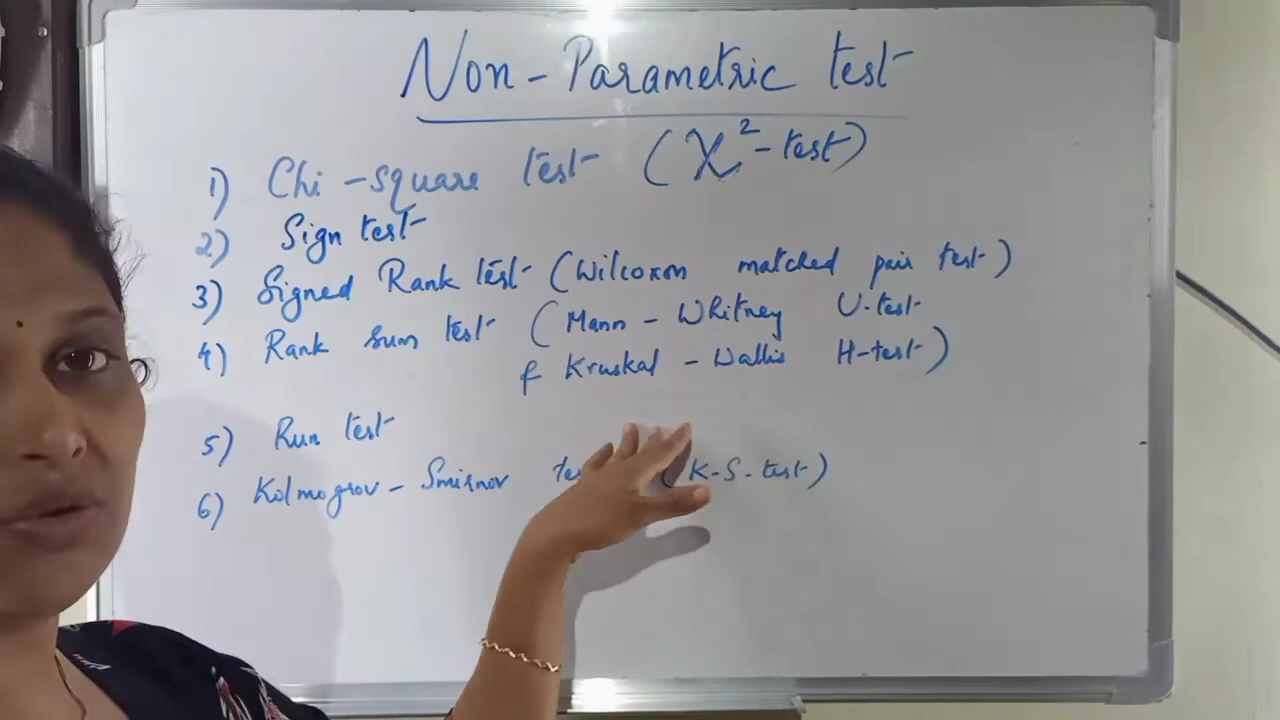 Non-Parametric test
1) Chi-square test (χ²-test)
2) Sign test
3) Signed Rank test (Wilcoxon matched pair test)
4) Rank sum test (Mann-Whitney U-test
& Kruskal-Wallis H-test)
5) Run test
6) Kolmogrov-Smirnov (K-S-test)